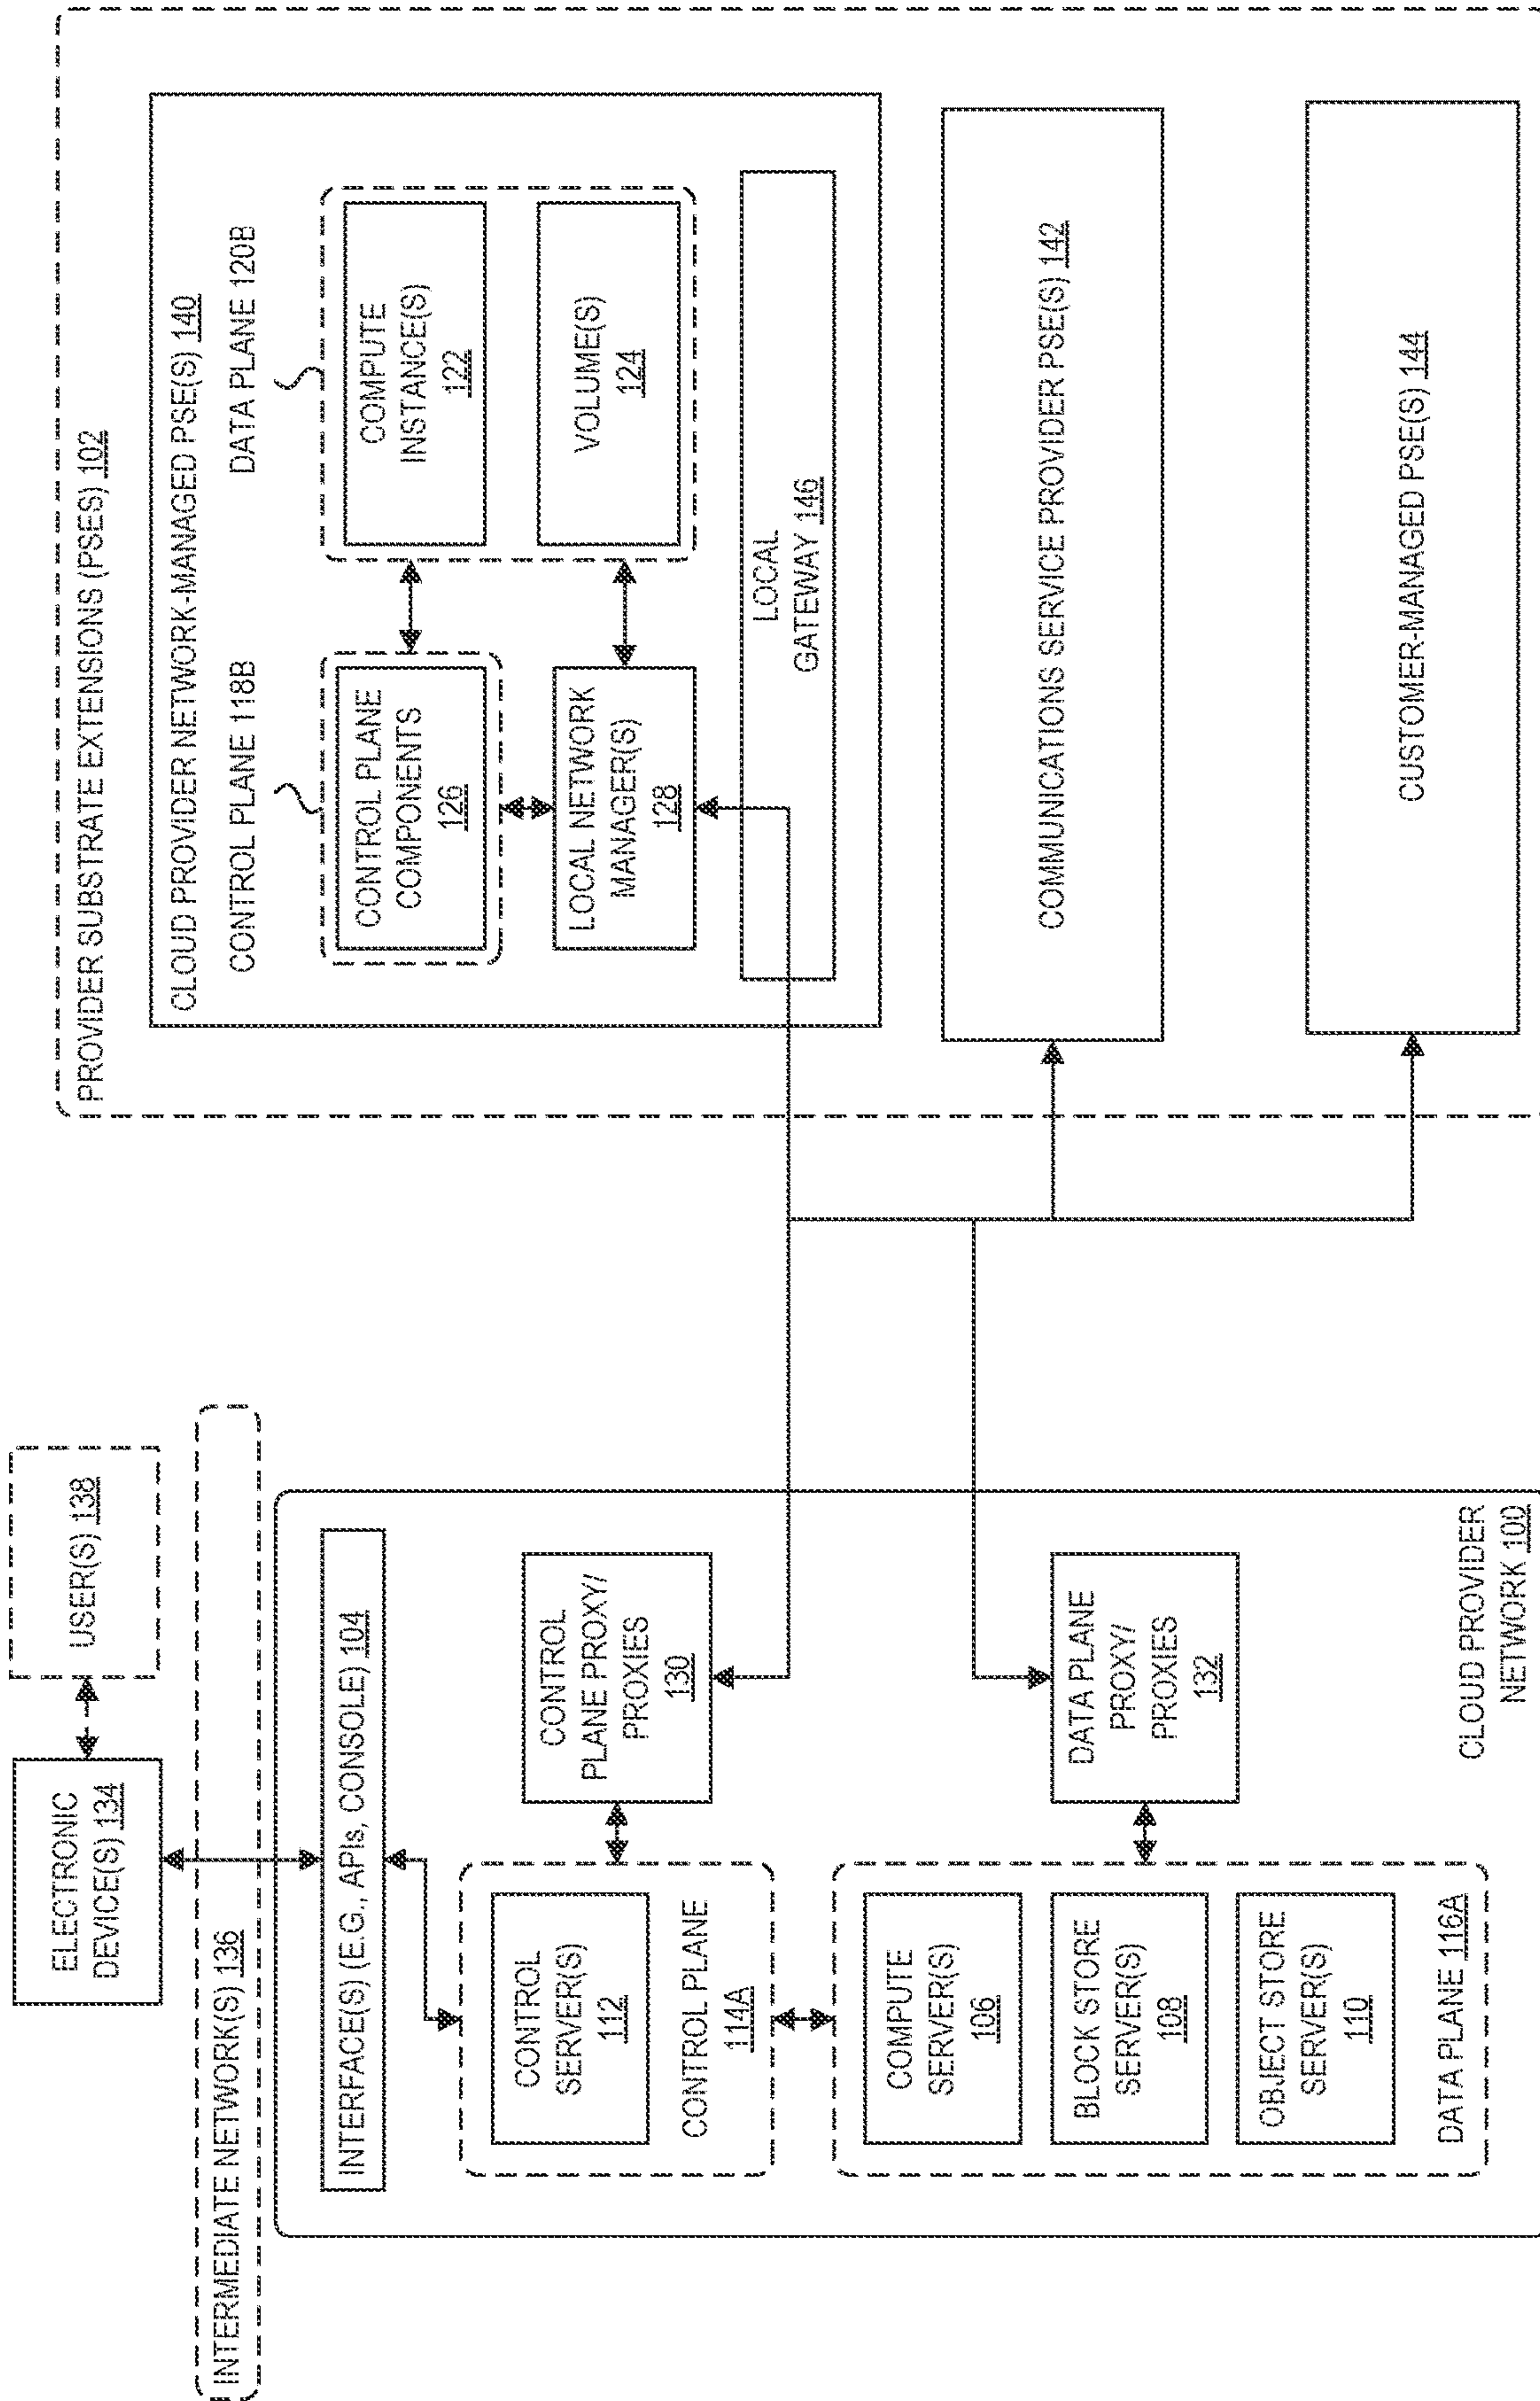 ELECTRONIC
DEVICE(S) 134
USER(S) 138
INTERMEDIATE NETWORK(S) 136
INTERFACE(S) (E.G., APIs, CONSOLE) 104
CONTROL
SERVER(S)
112
CONTROL PLANE
114A
CONTROL
PLANE PROXY/
PROXIES
130
COMPUTE
SERVER(S)
106
BLOCK STORE
SERVER(S)
108
OBJECT STORE
SERVER(S)
110
DATA PLANE 116A
DATA PLANE
PROXY/
PROXIES
132
CLOUD PROVIDER
NETWORK 100
PROVIDER SUBSTRATE EXTENSIONS (PSES) 102
CLOUD PROVIDER NETWORK-MANAGED PSE(S) 140
CONTROL PLANE 118B
DATA PLANE 120B
CONTROL PLANE
COMPONENTS
126
COMPUTE
INSTANCE(S)
122
LOCAL NETWORK
MANAGER(S)
128
VOLUME(S)
124
LOCAL
GATEWAY 146
COMMUNICATIONS SERVICE PROVIDER PSE(S) 142
CUSTOMER-MANAGED PSE(S) 144